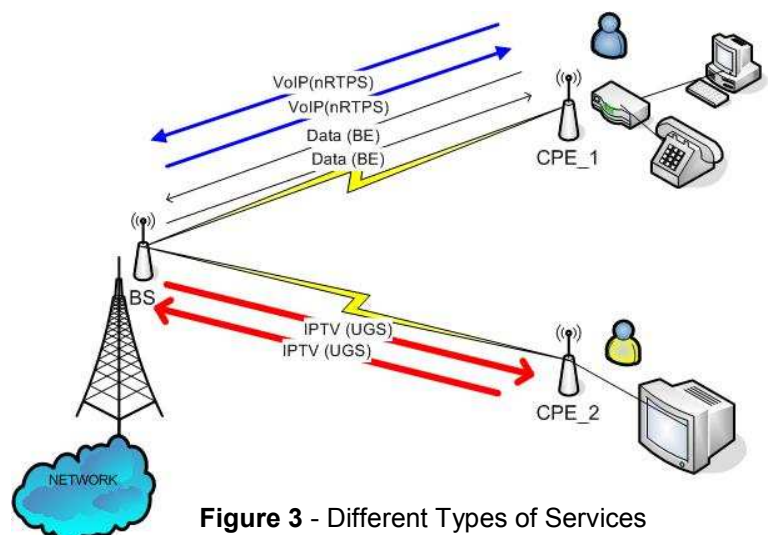 VoIP(nRTPS)
VoIP(nRTPS)
Data (BE)
Data (BE)
CPE_1
BS
IPTV (UGS)
IPTV (UGS)
CPE_2
NETWORK
Figure 3 - Different Types of Services